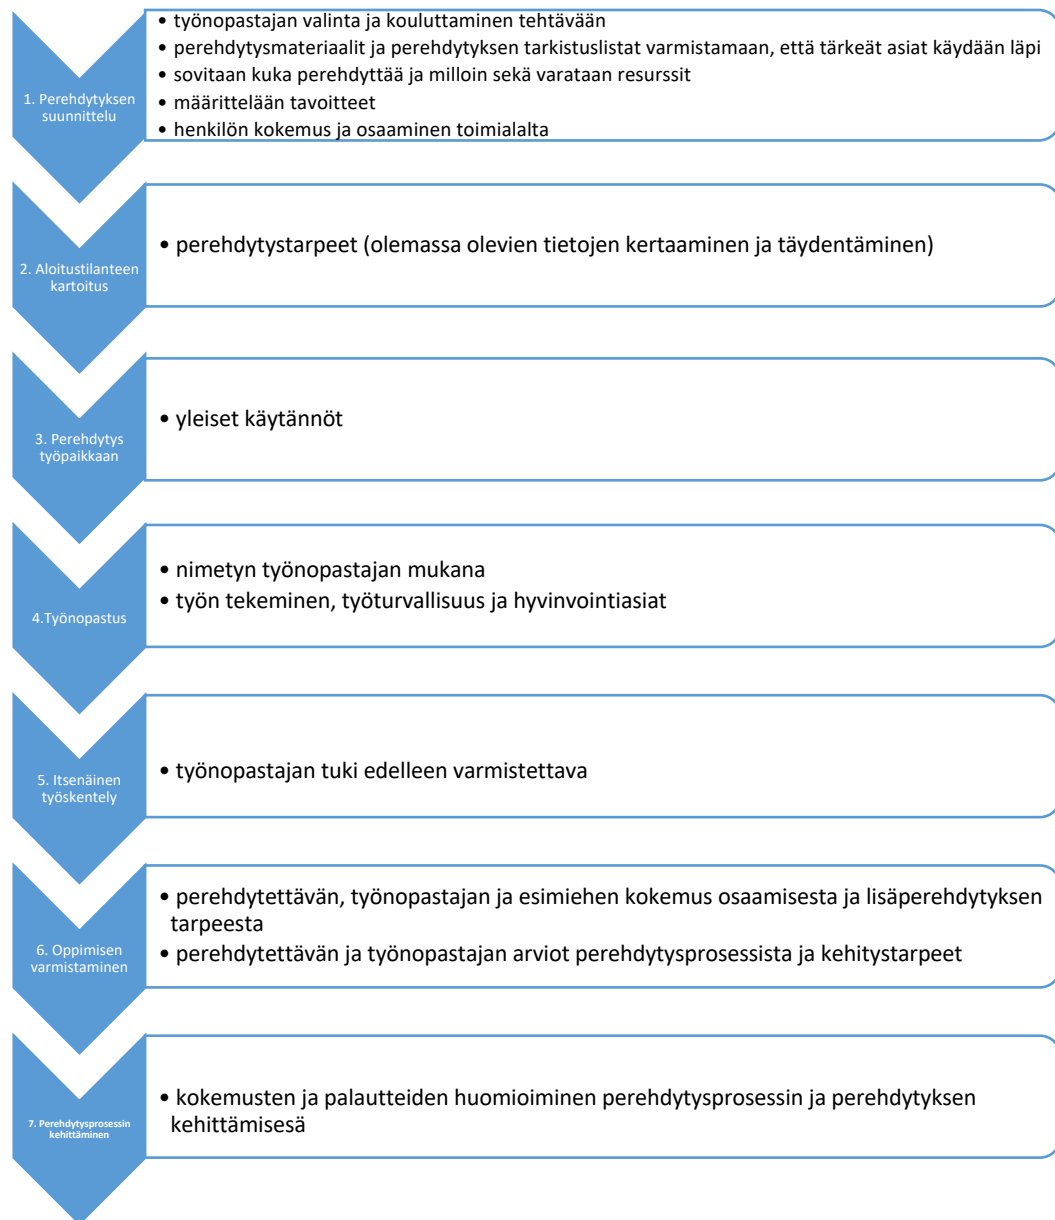 1. Perehdytyksen
suunnittelu
• työnopastajan valinta ja kouluttaminen tehtävään
• perehdytysmateriaalit ja perehdytyksen tarkistuslistat varmistamaan, että tärkeät asiat käydään läpi
• sovitaan kuka perehdyttää ja milloin sekä varataan resurssit
• määrittelään tavoitteet
• henkilön kokemus ja osaaminen toimialalta
2. Aloitustilanteen
kartoitus
• perehdytystarpeet (olemassa olevien tietojen kertaaminen ja täydentäminen)
3. Perehdytys
työpaikkaan
• yleiset käytännöt
4.Työnopastus
• nimetyn työnopastajan mukana
• työn tekeminen, työturvallisuus ja hyvinvointiasiat
5. Itsenäinen
työskentely
• työnopastajan tuki edelleen varmistettava
6. Oppimisen
varmistaminen
• perehdytettävän, työnopastajan ja esimiehen kokemus osaamisesta ja lisäperehdytyksen
tarpeesta
• perehdytettävän ja työnopastajan arviot perehdytysprosessista ja kehitystarpeet
7. Perehdytysprosessin
kehittäminen
• kokemusten ja palautteiden huomioiminen perehdytysprosessin ja perehdytyksen
kehittämisesä